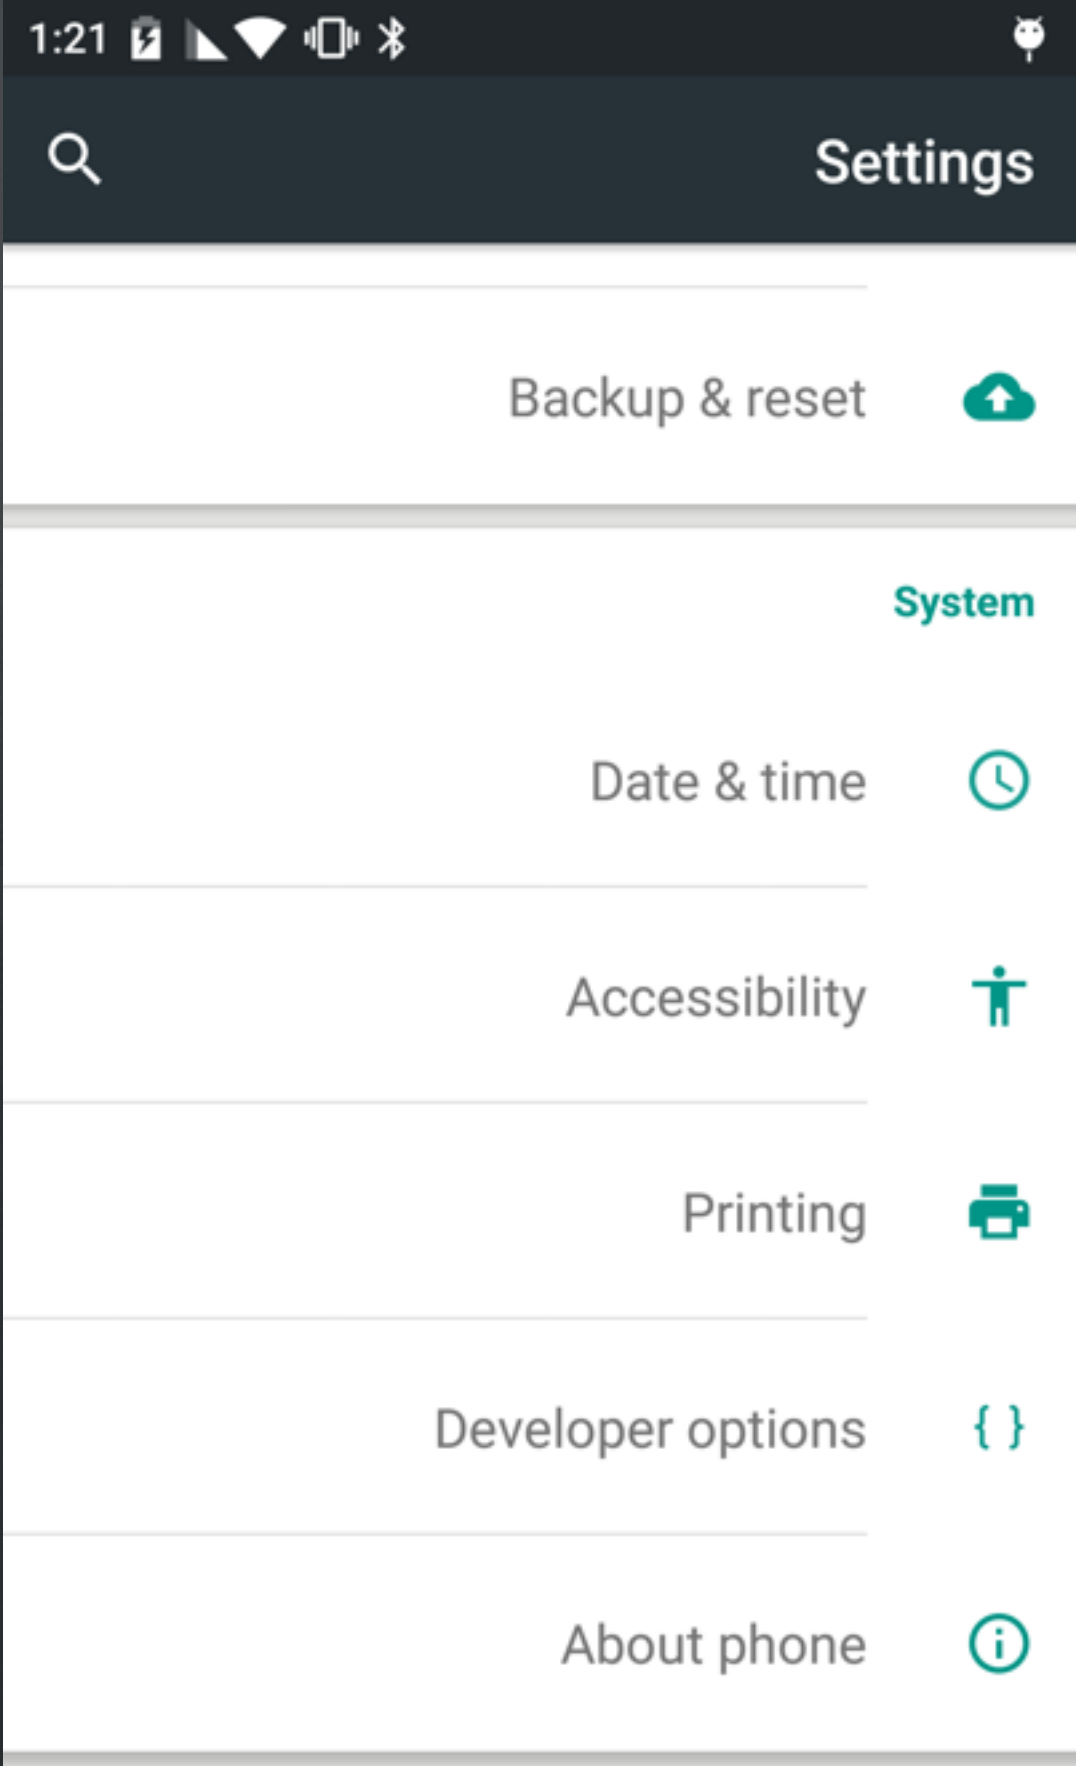 1:21
Settings
Backup & reset
System
Date & time
Accessibility
Printing
Developer options
About phone